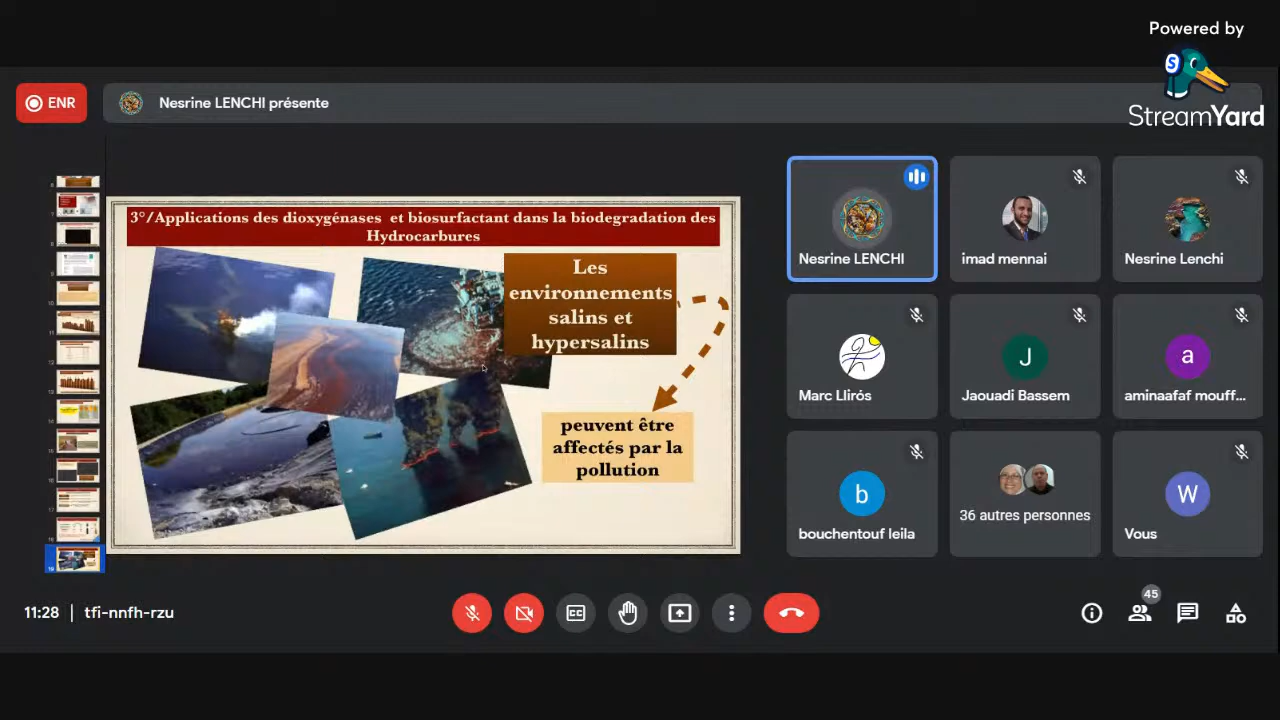 Powered by
StreamYard
ENR
Nesrine LENCHI présente
3°/Applications des dioxygénases et biosurfactant dans la biodegradation des
Hydrocarbures
Les
environnements
salins et
hypersalins
peuvent être
affectés par la
pollution
Nesrine LENCHI
imad mennai
Nesrine Lenchi
Marc Llirós
J
Jaouadi Bassem
a
aminaafaf mouff...
b
bouchentouf leila
36 autres personnes
W
Vous
11:28 | tfi-nnfh-rzu
45